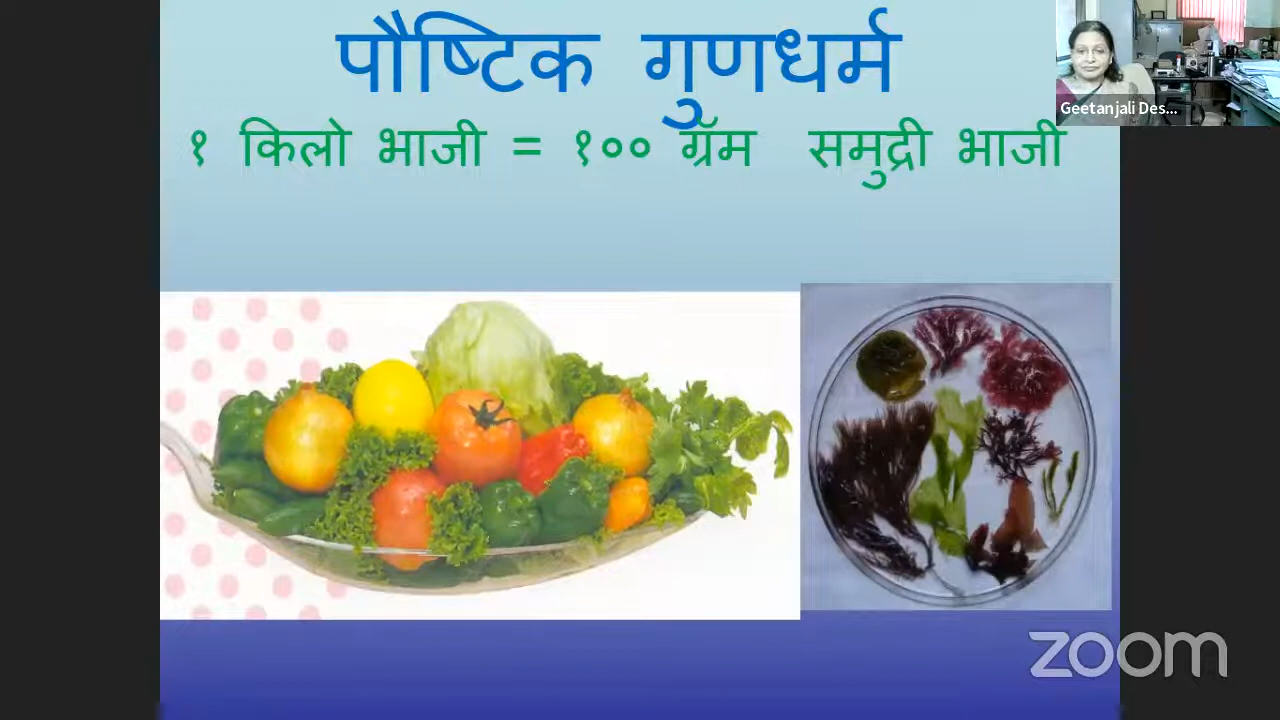 पौष्टिक गुणधर्म
१ किलो भाजी = १०० ग्रॅम समुद्री भाजी
Geetanjali Des...
zoom